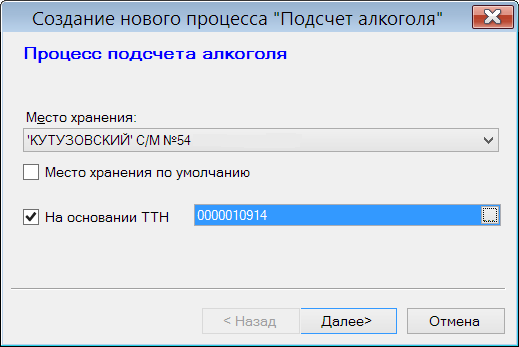 Создание нового процесса "Подсчет алкоголя"
Процесс подсчета алкоголя
Место хранения:
'КУТУЗОВСКИЙ' С/М №54
Место хранения по умолчанию
На основании ТТН 0000010914 ...
< Назад Далее> Отмена